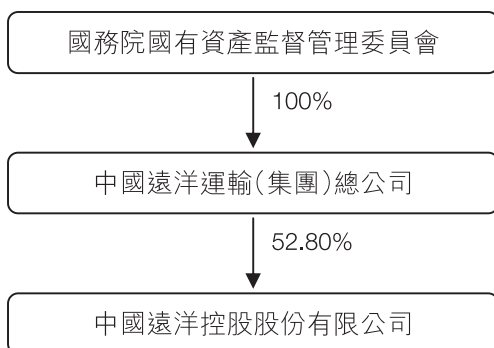 國務院國有資產監督管理委員會
100%
中國遠洋運輸(集團)總公司
52.80%
中國遠洋控股股份有限公司